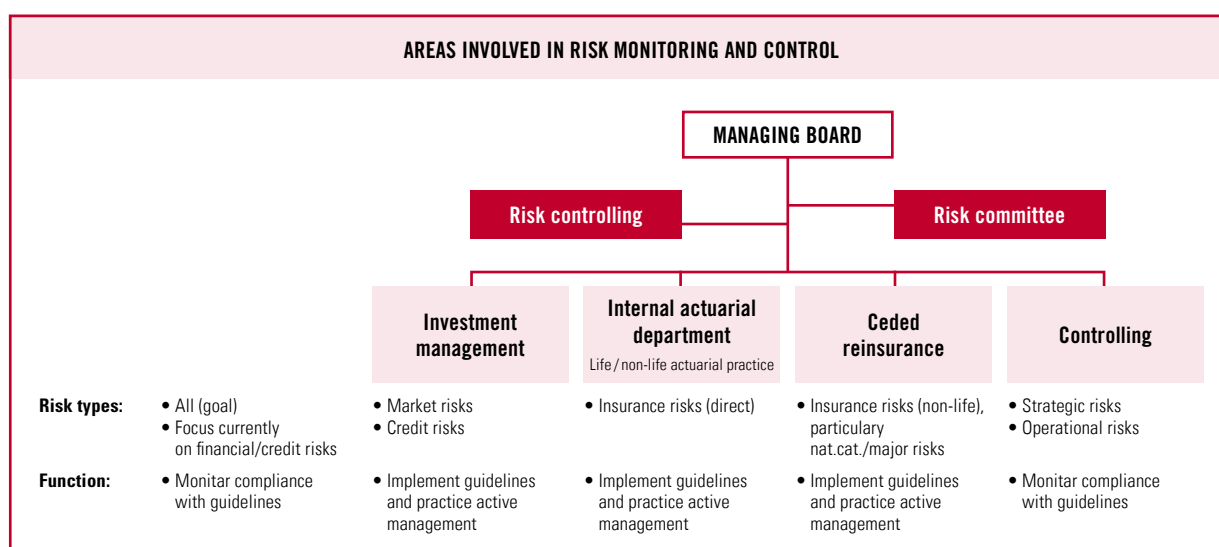 AREAS INVOLVED IN RISK MONITORING AND CONTROL
MANAGING BOARD
Risk controlling
Risk committee
Investment
management
Internal actuarial
department
Life / non-life actuarial practice
Ceded
reinsurance
Controlling
Risk types:
• All (goal)
• Focus currently
on financial/credit risks
• Market risks
• Credit risks
• Insurance risks (direct)
• Insurance risks (non-life),
particulary
nat.cat./major risks
• Strategic risks
• Operational risks
Function:
• Monitar compliance
with guidelines
• Implement guidelines
and practice active
management
• Implement guidelines
and practice active
management
• Implement guidelines
and practice active
management
• Monitar compliance
with guidelines